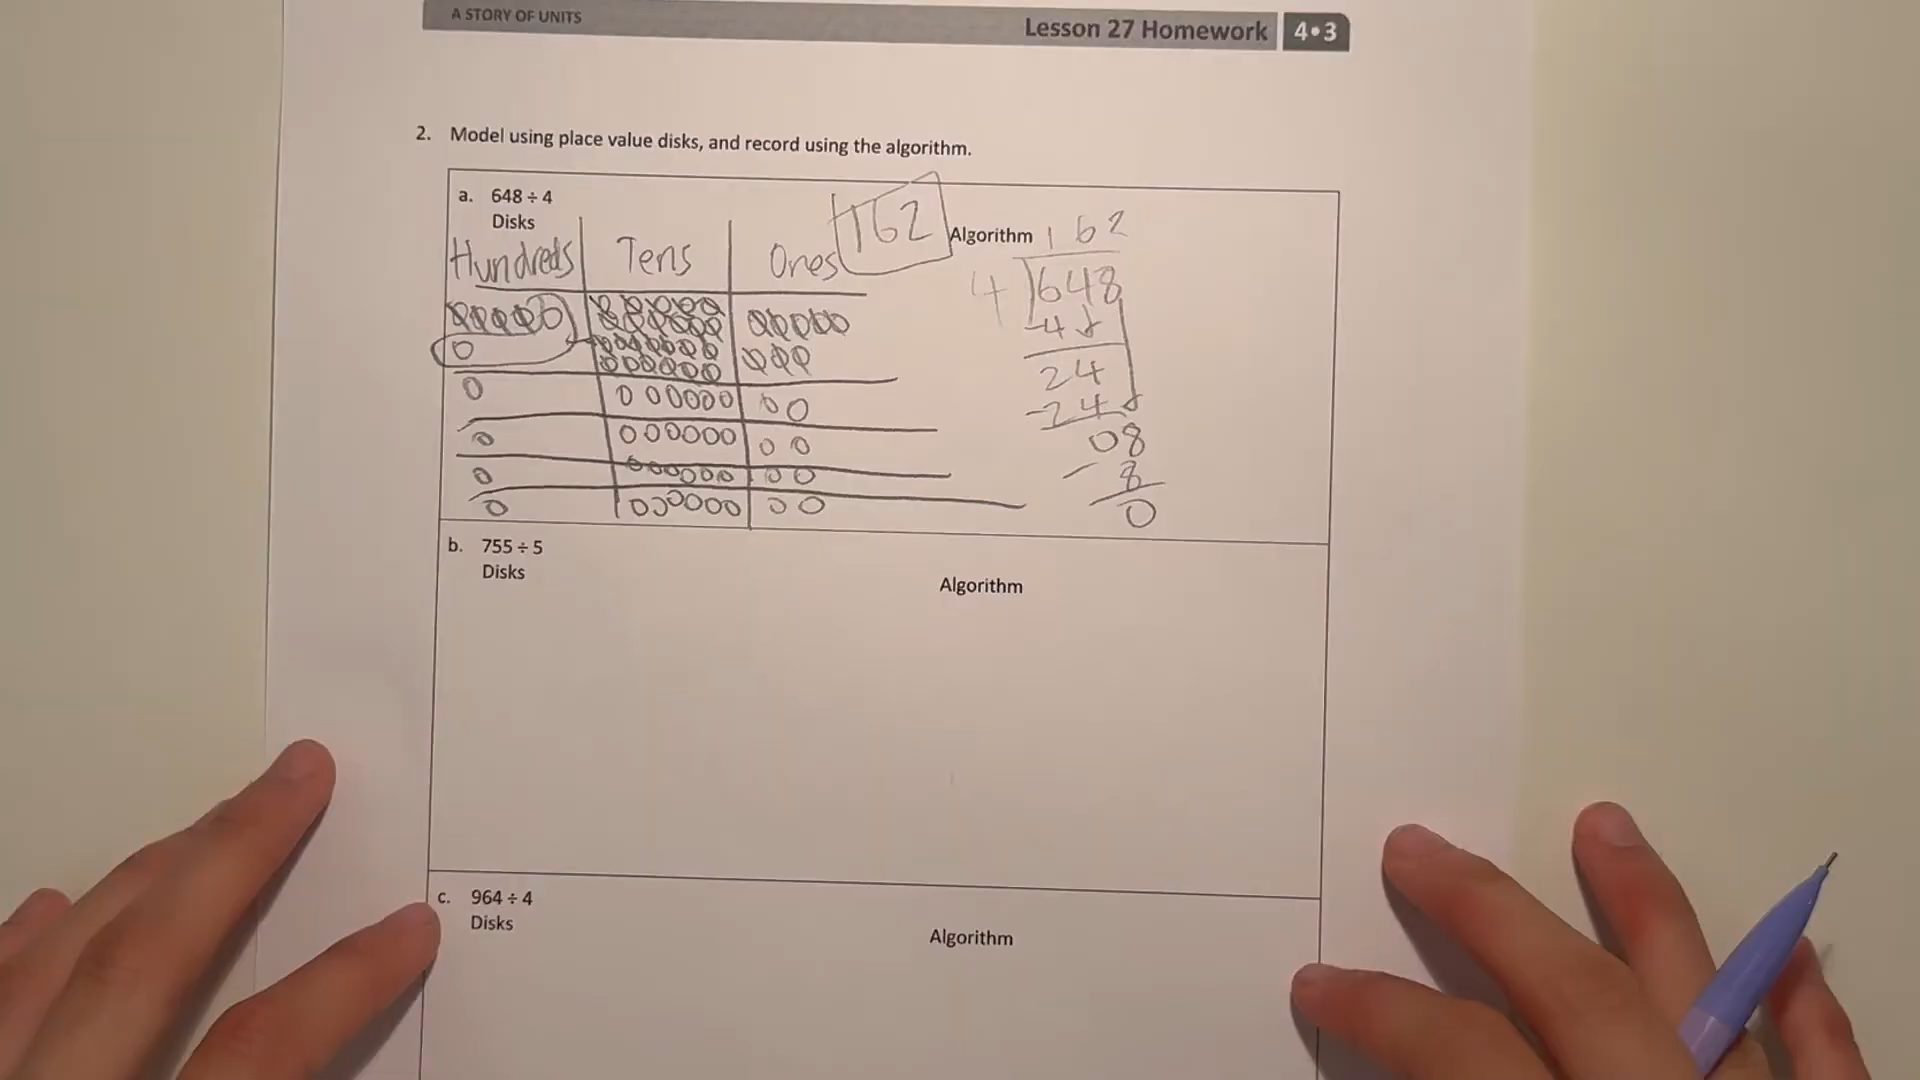 A STORY OF UNITS
Lesson 27 Homework 4•3
2. Model using place value disks, and record using the algorithm.
a. 648 ÷ 4
Disks
162
Algorithm
Hundreds Tens Ones
162
4 648
-4
24
-24
08
- 8
0
b. 755 ÷ 5
Disks
Algorithm
c. 964 ÷ 4
Disks
Algorithm